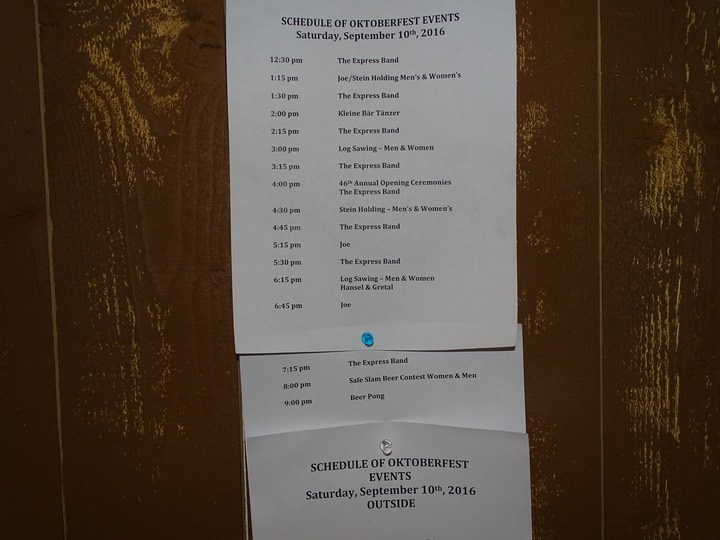 SCHEDULE OF OKTOBERFEST EVENTS
Saturday, September 10th, 2016
12:30 pm The Express Band
1:15 pm Joe/Stein Holding Men's & Women's
1:30 pm The Express Band
2:00 pm Kleine Bär Tänzer
2:15 pm The Express Band
3:00 pm Log Sawing – Men & Women
3:15 pm The Express Band
4:00 pm 46th Annual Opening Ceremonies
The Express Band
4:30 pm Stein Holding – Men's & Women's
4:45 pm The Express Band
5:15 pm Joe
5:30 pm The Express Band
6:15 pm Log Sawing – Men & Women
Hansel & Gretal
6:45 pm Joe
7:15 pm The Express Band
8:00 pm Safe Slam Beer Contest Women & Men
9:00 pm Beer Pong
SCHEDULE OF OKTOBERFEST
EVENTS
Saturday, September 10th, 2016
OUTSIDE